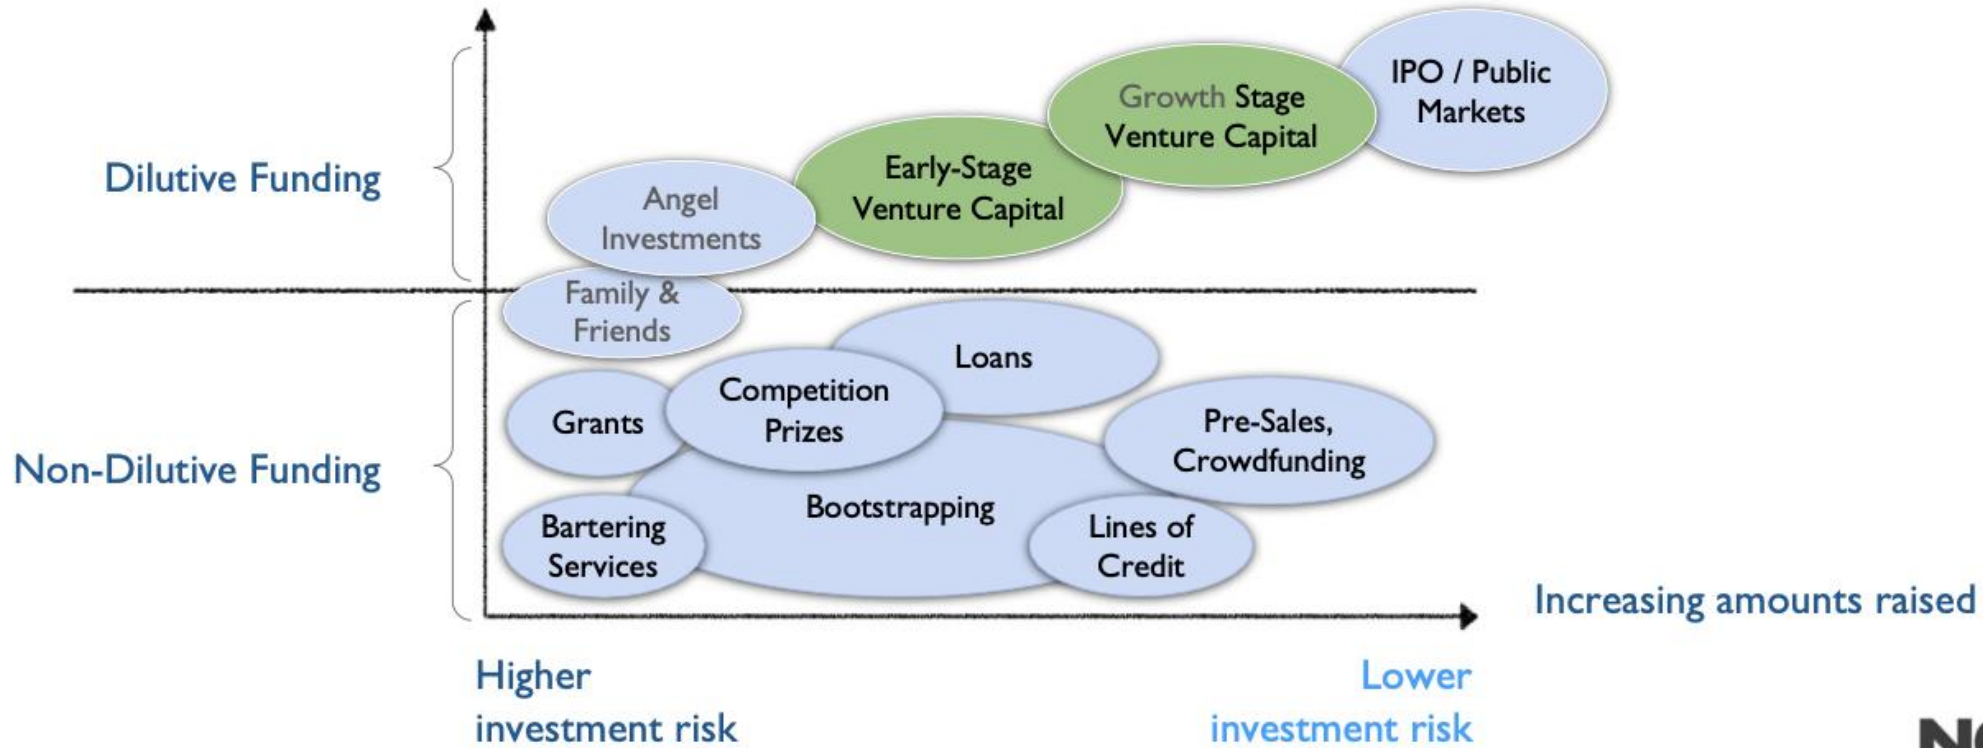 IPO / Public
Markets
Growth Stage
Venture Capital
Early-Stage
Venture Capital
Dilutive Funding
Angel
Investments
Family &
Friends
Loans
Competition
Prizes
Grants
Pre-Sales,
Crowdfunding
Non-Dilutive Funding
Bootstrapping
Bartering
Services
Lines of
Credit
Increasing amounts raised
Higher
investment risk
Lower
investment risk